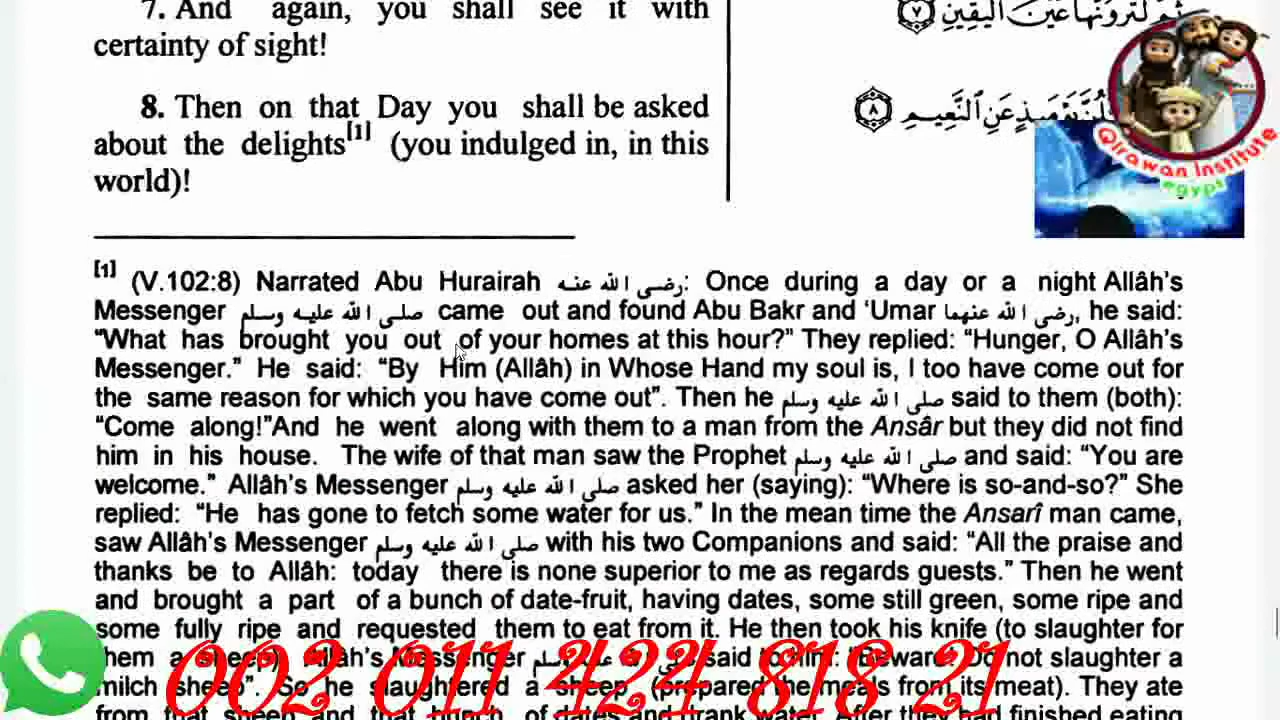 7. And again, you shall see it with
certainty of sight!
ثُمَّ لَتَرَوُنَّهَا عَيْنَ ٱلْيَقِينِ ٧
8. Then on that Day you shall be asked
about the delights[1] (you indulged in, in this
world)!
يَوْمَئِذٍ عَنِ ٱلنَّعِيمِ ٨
Qirawan Institute
egypt
[1] (V.102:8) Narrated Abu Hurairah رضي الله عنه: Once during a day or a night Allâh's
Messenger صلى الله عليه وسلم came out and found Abu Bakr and ‘Umar رضي الله عنهما, he said:
“What has brought you out of your homes at this hour?” They replied: “Hunger, O Allâh's
Messenger.” He said: “By Him (Allâh) in Whose Hand my soul is, I too have come out for
the same reason for which you have come out”. Then he صلى الله عليه وسلم said to them (both):
“Come along!”And he went along with them to a man from the Ansâr but they did not find
him in his house. The wife of that man saw the Prophet صلى الله عليه وسلم and said: “You are
welcome.” Allâh's Messenger صلى الله عليه وسلم asked her (saying): “Where is so-and-so?” She
replied: “He has gone to fetch some water for us.” In the mean time the Ansarî man came,
saw Allâh's Messenger صلى الله عليه وسلم with his two Companions and said: “All the praise and
thanks be to Allâh: today there is none superior to me as regards guests.” Then he went
and brought a part of a bunch of date-fruit, having dates, some still green, some ripe and
some fully ripe and requested them to eat from it. He then took his knife (to slaughter for
them a sheep). Allâh's Messenger صلى الله عليه وسلم said to him: “Beware! Do not slaughter a
milch sheep”. So he slaughtered a sheep (prepared the meals from its meat). They ate
from that sheep and that bunch of dates and drank water. After they had finished eating
002 011 424 818 21